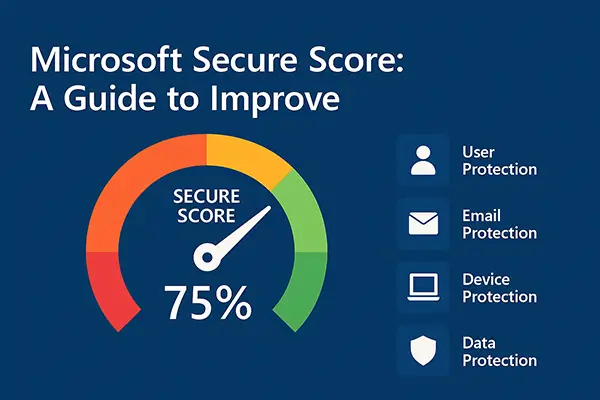 Microsoft Secure Score:
A Guide to Improve
SECURE
SCORE
75%
User
Protection
Email
Protection
Device
Protection
Data
Protection